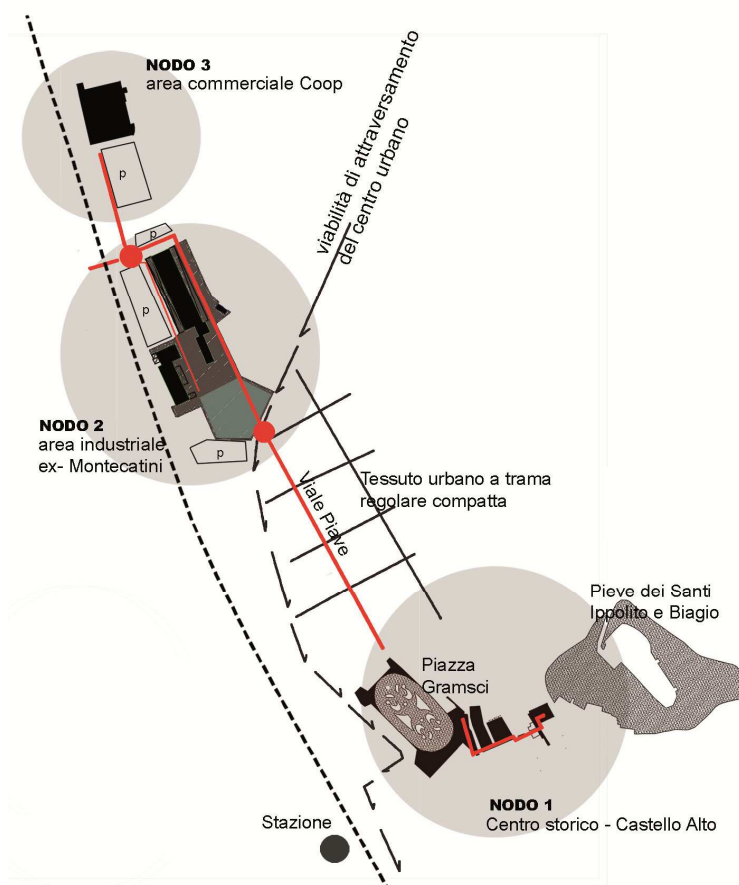 NODO 3
area commerciale Coop
viabilità di attraversamento
del centro urbano
p
p
p
NODO 2
area industriale
ex- Montecatini
p
Viale Piave
Tessuto urbano a trama
regolare compatta
Pieve dei Santi
Ippolito e Biagio
Piazza
Gramsci
NODO 1
Centro storico - Castello Alto
Stazione